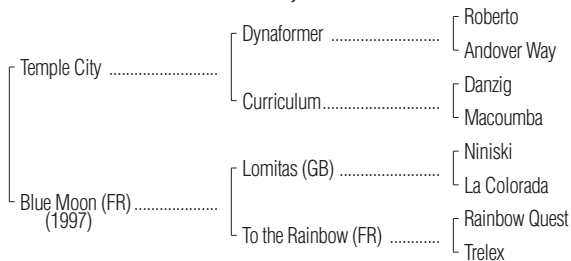 Roberto
Dynaformer ....................
Andover Way
Temple City ....................
Danzig
Curriculum......................
Macoumba
Niniski
Lomitas (GB) ..................
La Colorada
Blue Moon (FR)................
(1997)
Rainbow Quest
To the Rainbow (FR) ..........
Trelex